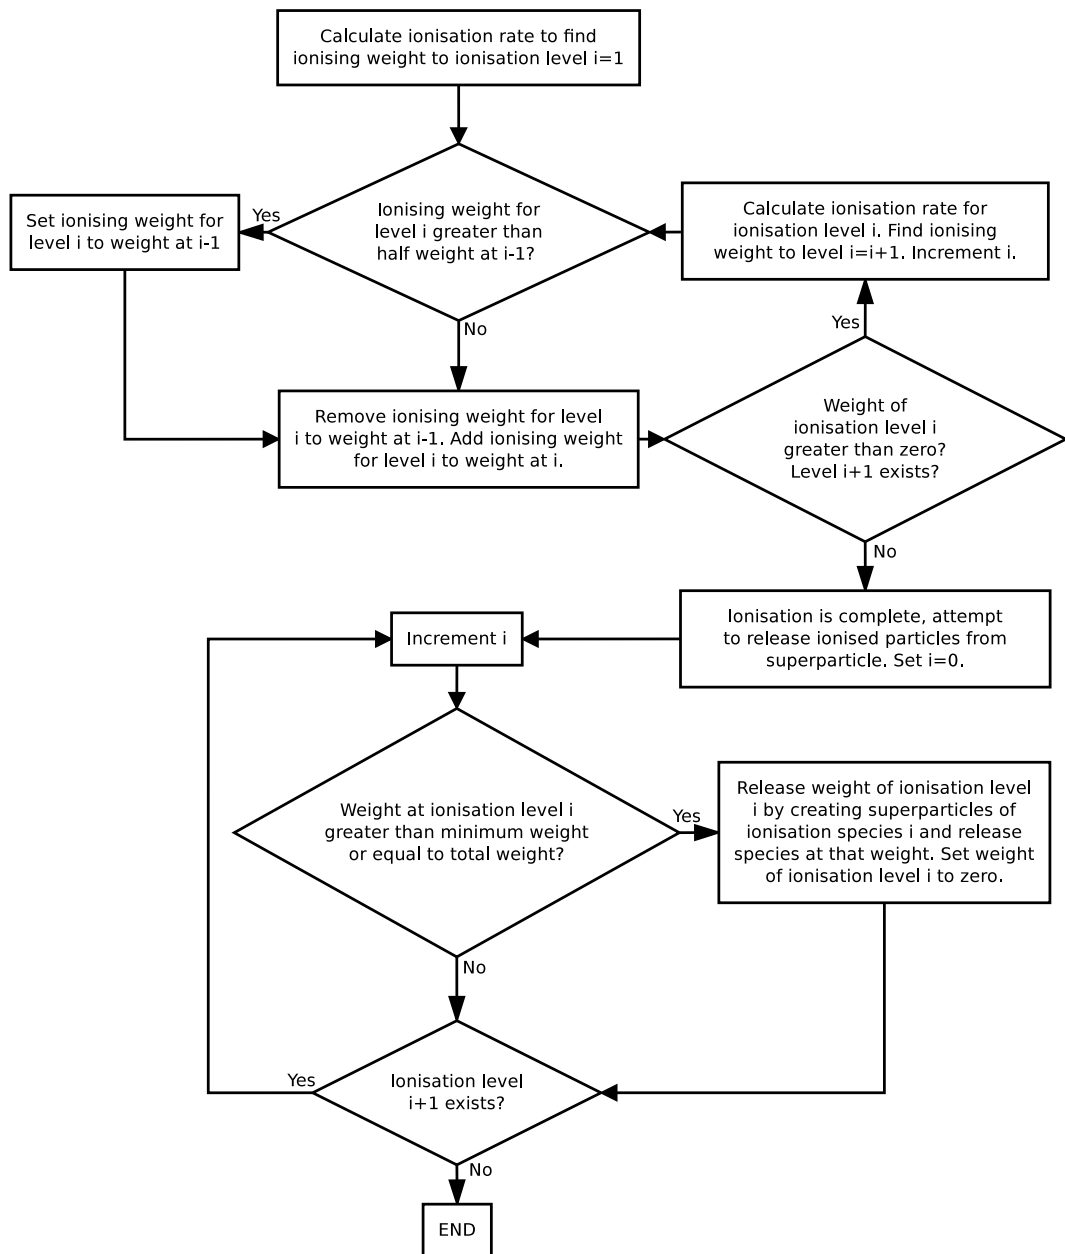 Calculate ionisation rate to find
ionising weight to ionisation level i=1
Ionising weight for
level i greater than
half weight at i-1?
Yes
Set ionising weight for
level i to weight at i-1
No
Remove ionising weight for level
i to weight at i-1. Add ionising weight
for level i to weight at i.
Weight of
ionisation level i
greater than zero?
Level i+1 exists?
Yes
Calculate ionisation rate for
ionisation level i. Find ionising
weight to level i=i+1. Increment i.
No
Ionisation is complete, attempt
to release ionised particles from
superparticle. Set i=0.
Increment i
Weight at ionisation level i
greater than minimum weight
or equal to total weight?
Yes
Release weight of ionisation level
i by creating superparticles of
ionisation species i and release
species at that weight. Set weight
of ionisation level i to zero.
No
Ionisation level
i+1 exists?
Yes
No
END